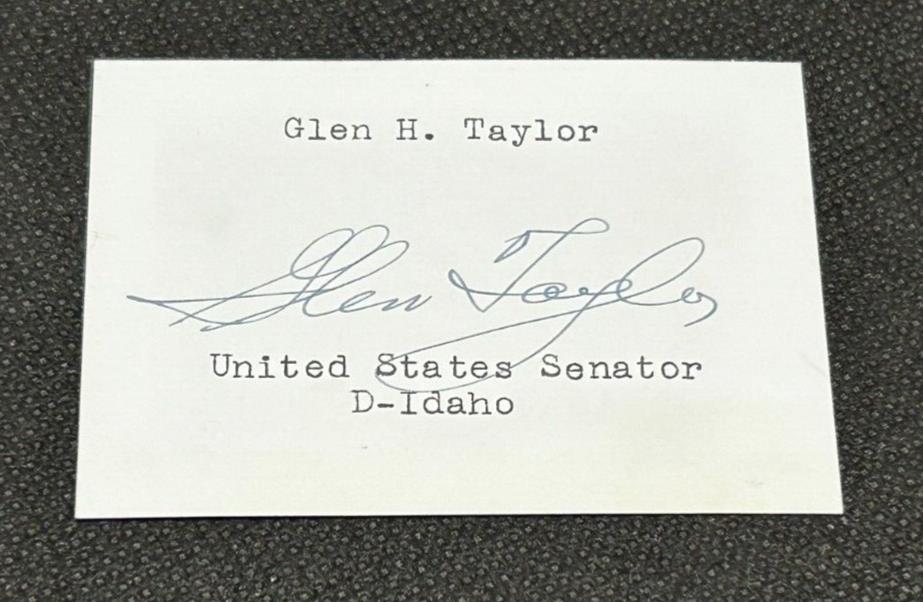 Glen H. Taylor
Glen Taylor
United States Senator
D-Idaho